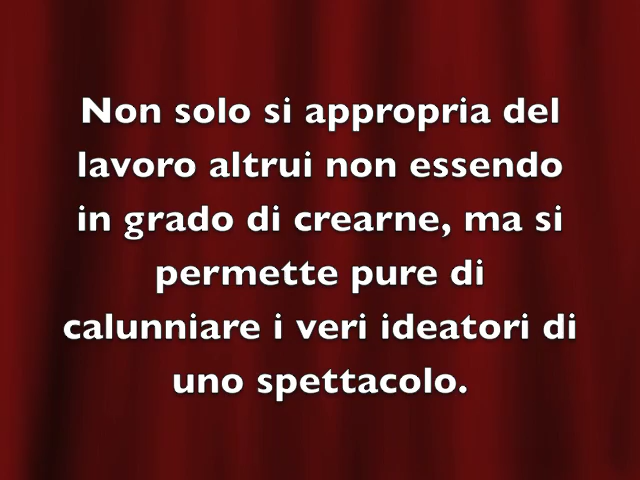 Non solo si appropria del
lavoro altrui non essendo
in grado di crearne, ma si
permette pure di
calunniare i veri ideatori di
uno spettacolo.